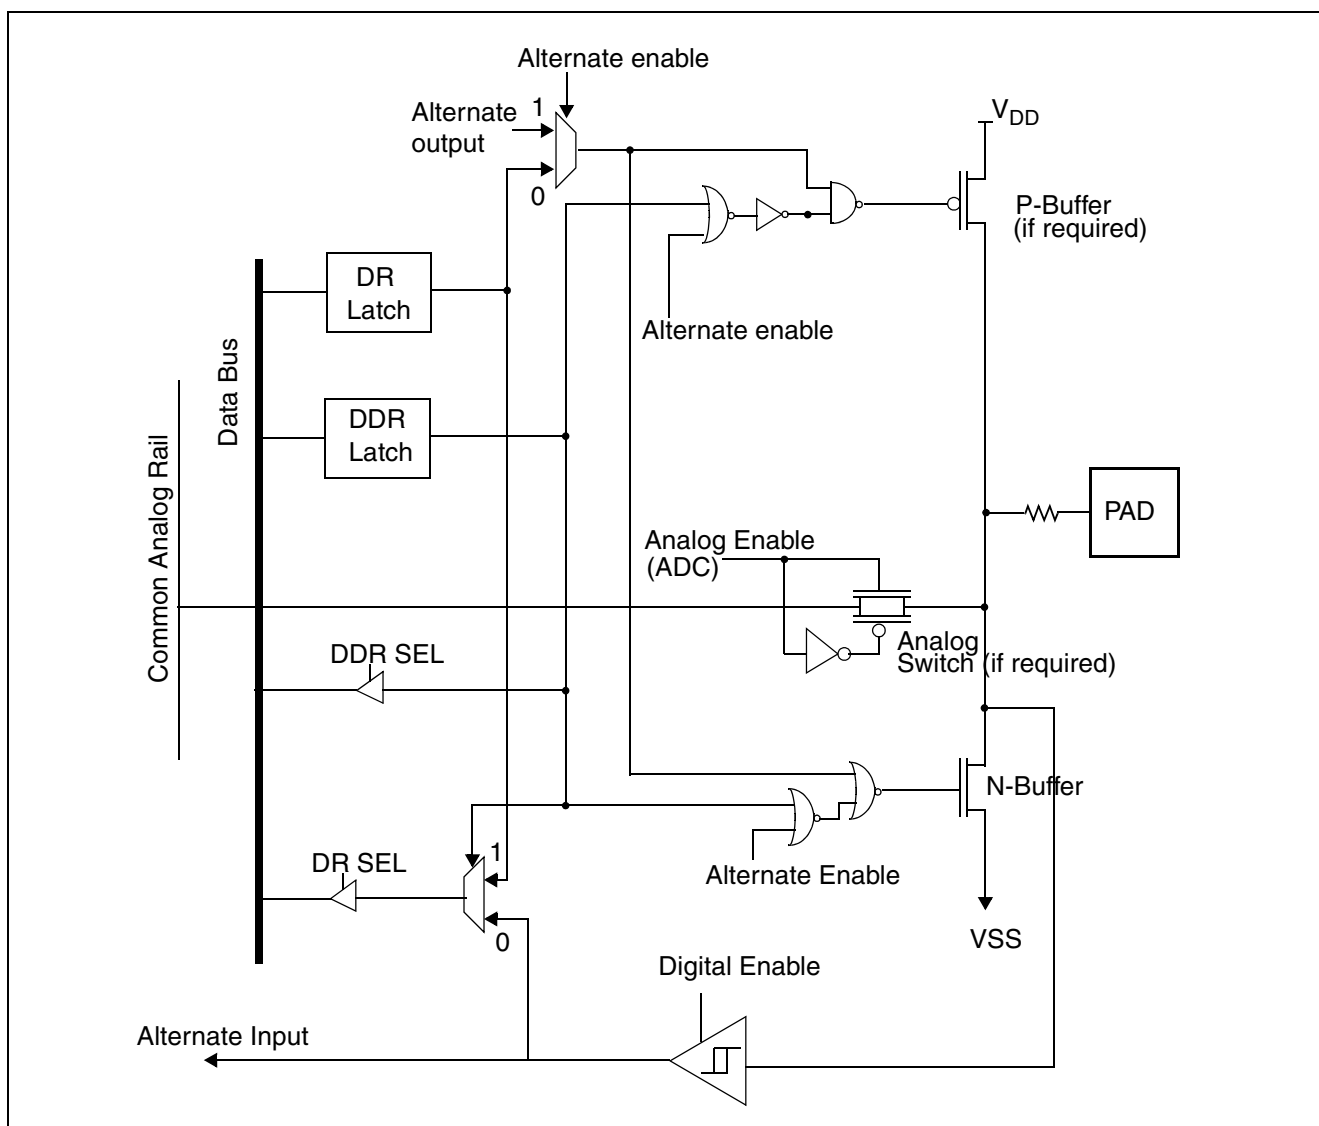 Alternate enable
Alternate
output
1
0
VDD
P-Buffer
(if required)
Alternate enable
DR
Latch
Data Bus
DDR
Latch
Common Analog Rail
PAD
Analog Enable
(ADC)
Analog
Switch (if required)
DDR SEL
N-Buffer
Alternate Enable
DR SEL
1
0
VSS
Digital Enable
Alternate Input